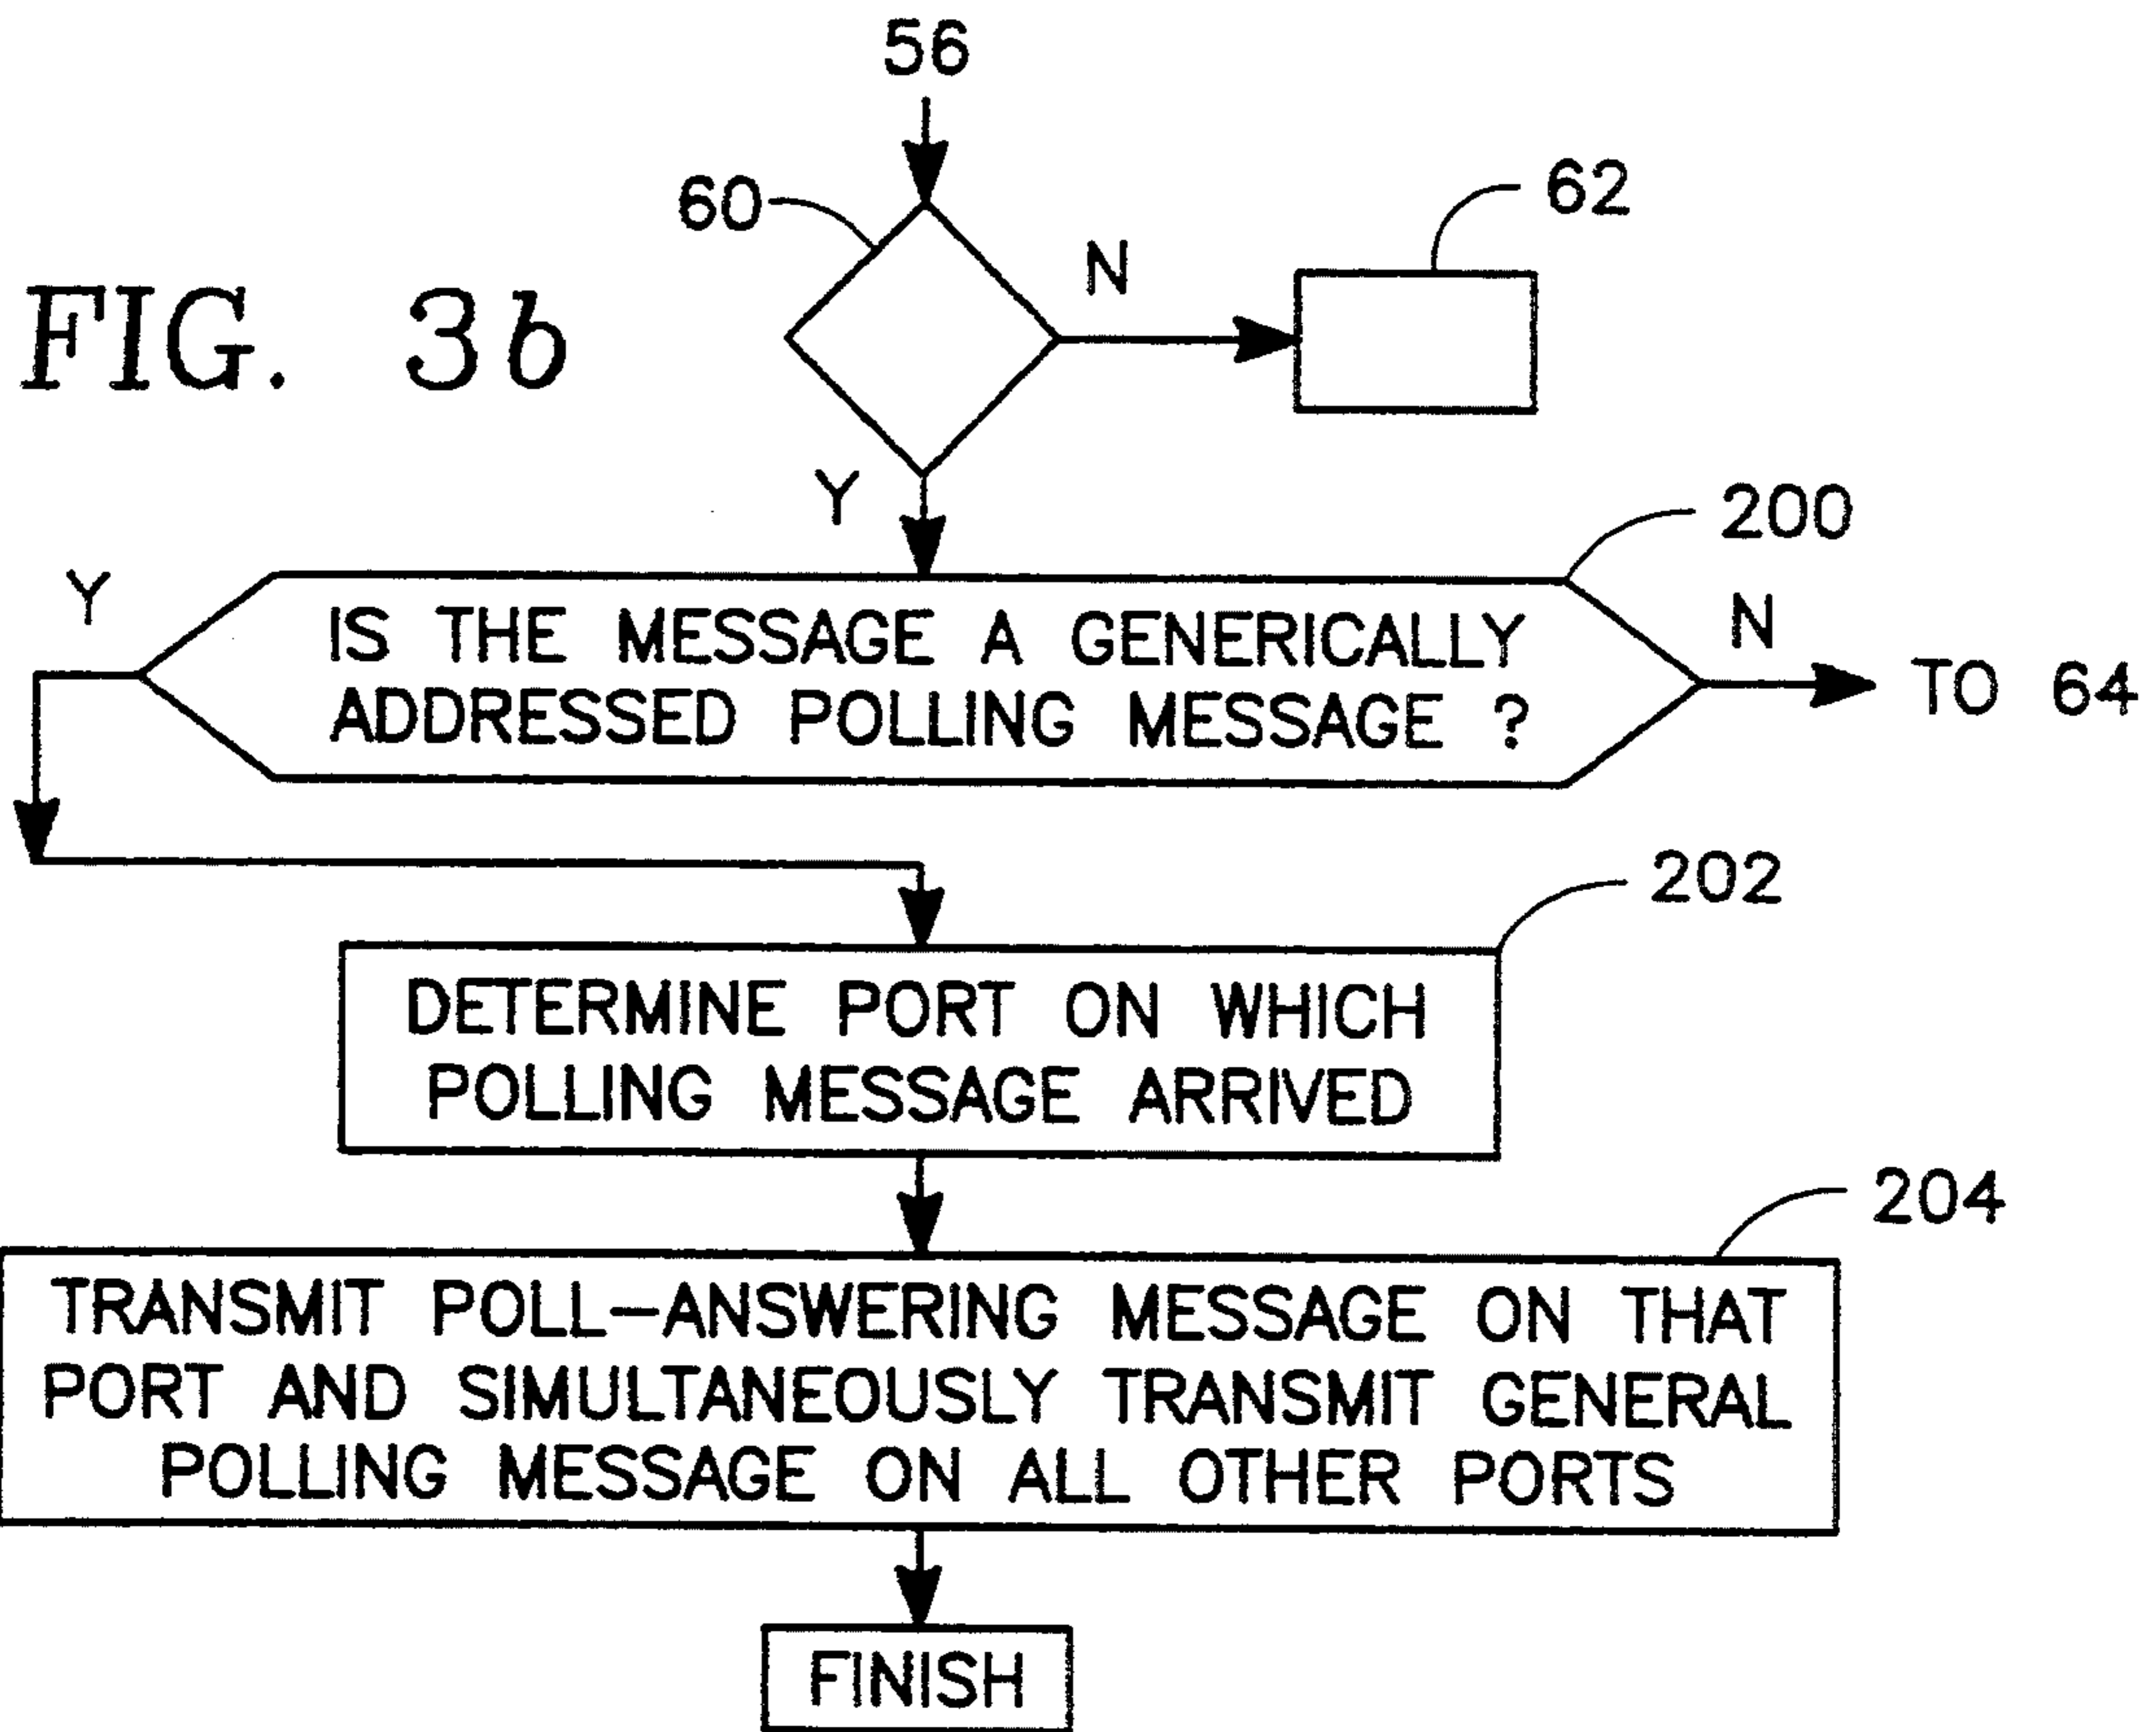 56
60
N
62
FIG. 3b
Y
200
Y
N
IS THE MESSAGE A GENERICALLY
ADDRESSED POLLING MESSAGE ?
TO 64
202
DETERMINE PORT ON WHICH
POLLING MESSAGE ARRIVED
204
TRANSMIT POLL-ANSWERING MESSAGE ON THAT
PORT AND SIMULTANEOUSLY TRANSMIT GENERAL
POLLING MESSAGE ON ALL OTHER PORTS
FINISH